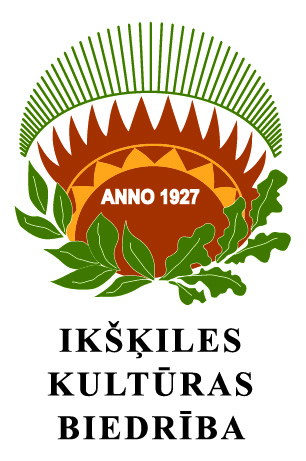 ANNO 1927
IKŠĶILES
KULTŪRAS
BIEDRĪBA